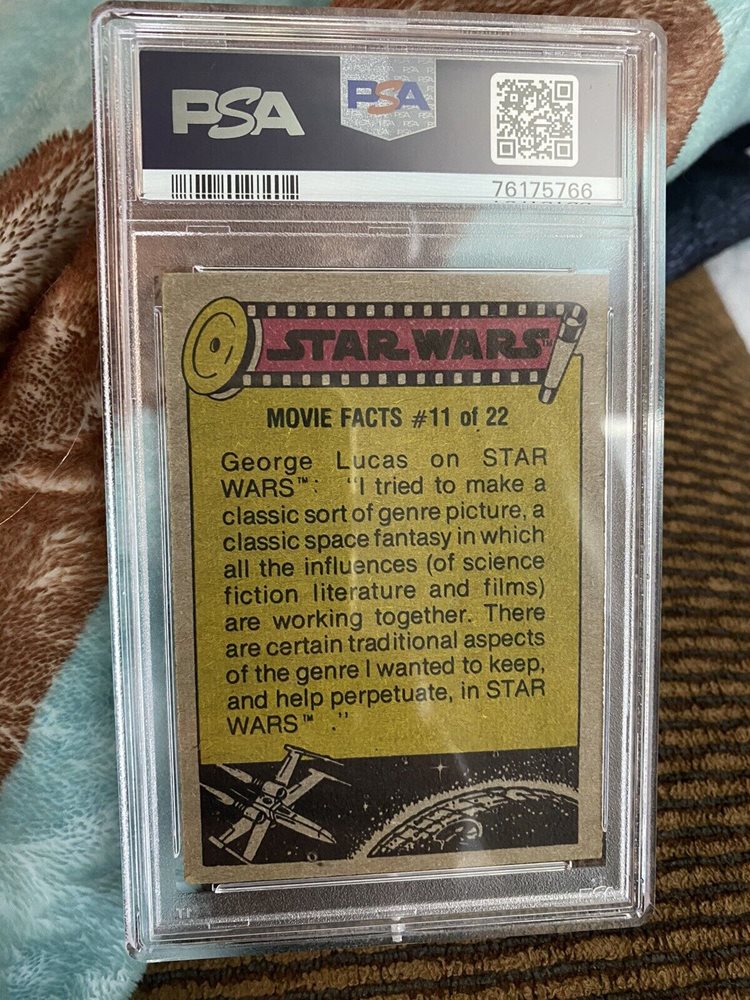 PSA PSA
76175766
STAR WARS™
MOVIE FACTS #11 of 22
George Lucas on STAR
WARS™: "I tried to make a
classic sort of genre picture, a
classic space fantasy in which
all the influences (of science
fiction literature and films)
are working together. There
are certain traditional aspects
of the genre I wanted to keep,
and help perpetuate, in STAR
WARS™ ."
PSA